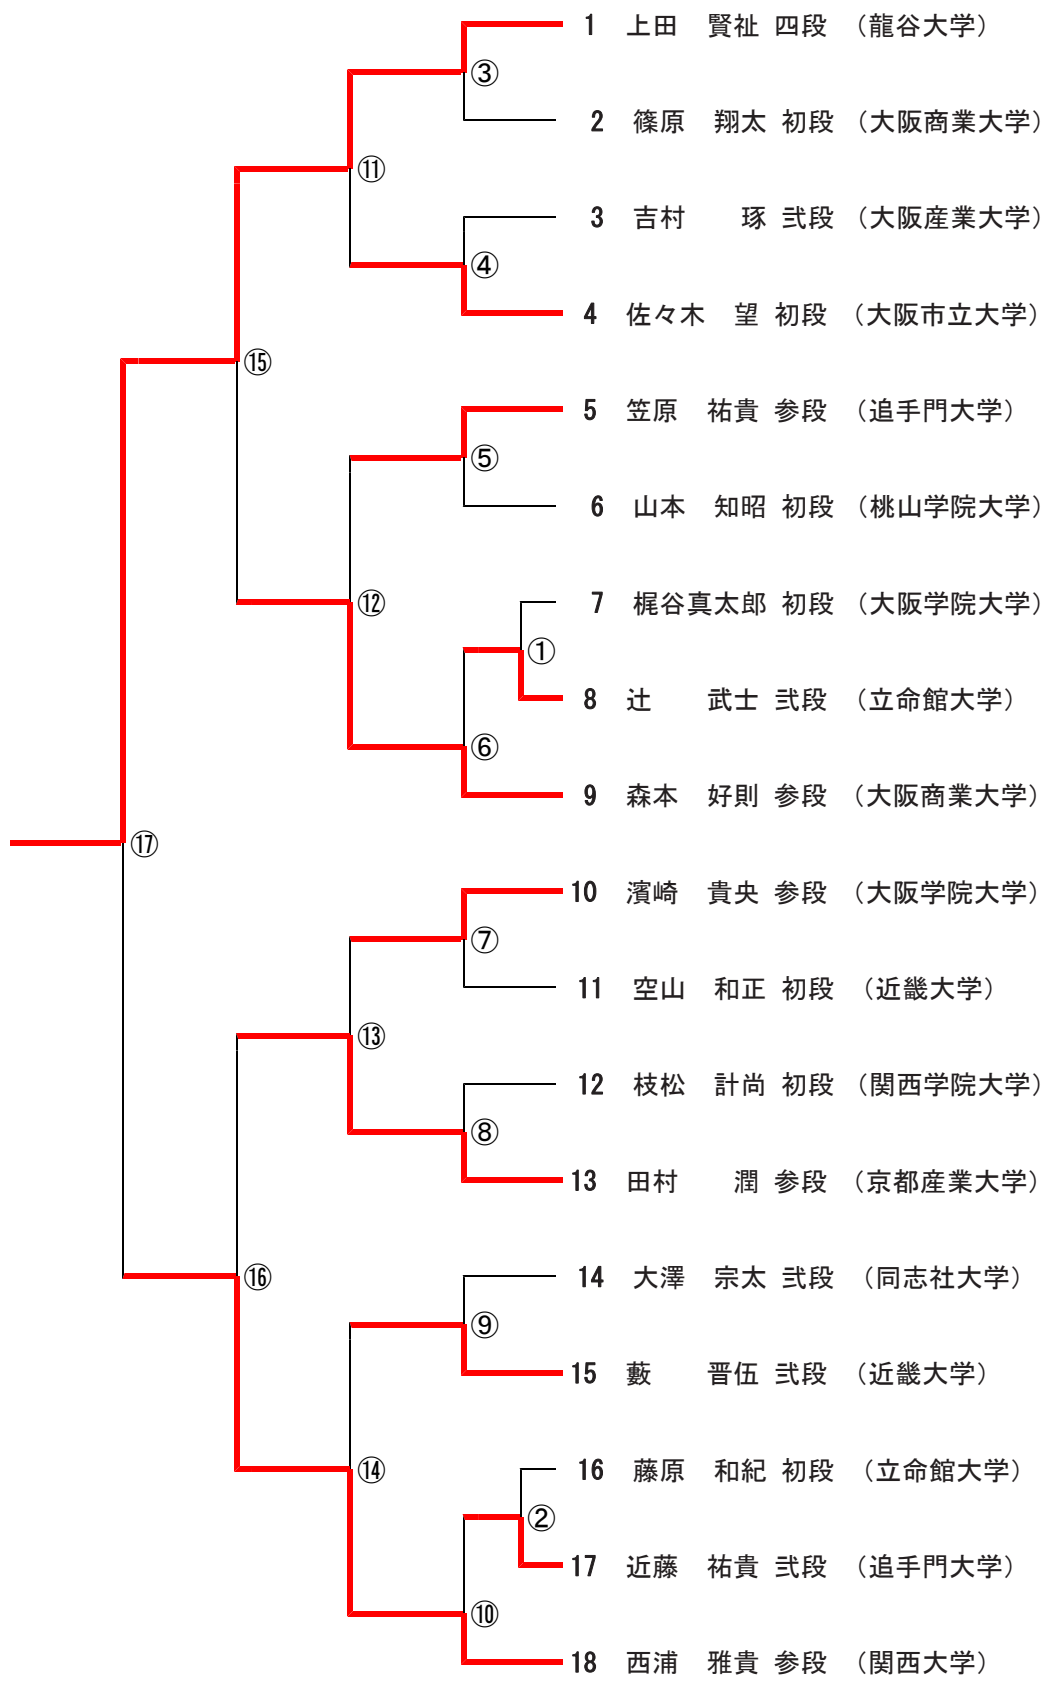 1 上田　賢祉 四段 （龍谷大学）
③
2 篠原　翔太 初段 （大阪商業大学）
⑪
3 吉村　　琢 弐段 （大阪産業大学）
④
4 佐々木　望 初段 （大阪市立大学）
⑮
5 笠原　祐貴 参段 （追手門大学）
⑤
6 山本　知昭 初段 （桃山学院大学）
⑫
7 梶谷真太郎 初段 （大阪学院大学）
①
8 辻　　武士 弐段 （立命館大学）
⑥
9 森本　好則 参段 （大阪商業大学）
⑰
10 濱崎　貴央 参段 （大阪学院大学）
⑦
11 空山　和正 初段 （近畿大学）
⑬
12 枝松　計尚 初段 （関西学院大学）
⑧
13 田村　　潤 参段 （京都産業大学）
⑯
14 大澤　宗太 弐段 （同志社大学）
⑨
15 藪　　晋伍 弐段 （近畿大学）
⑭
16 藤原　和紀 初段 （立命館大学）
②
17 近藤　祐貴 弐段 （追手門大学）
⑩
18 西浦　雅貴 参段 （関西大学）